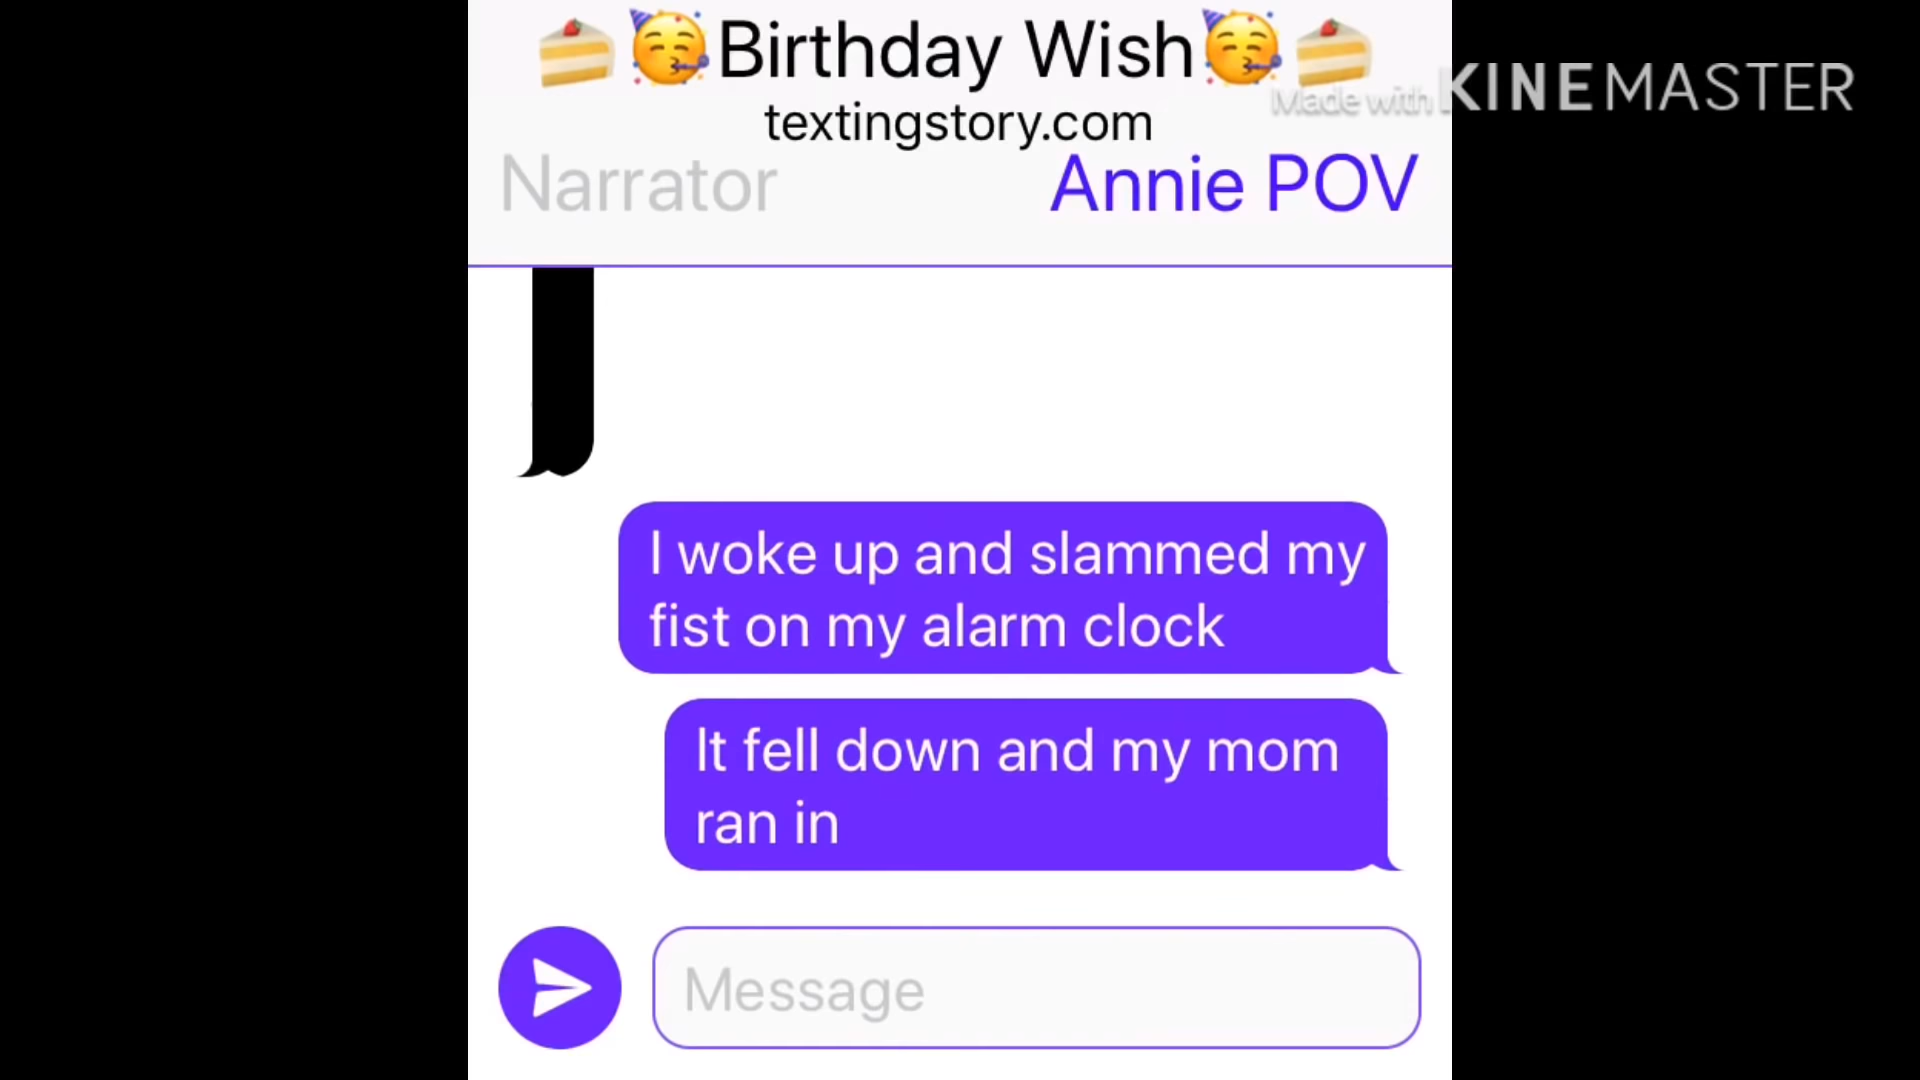 🍰🥳Birthday Wish🥳🍰
textingstory.com
Made with KINEMASTER
Narrator
Annie POV
I woke up and slammed my
fist on my alarm clock
It fell down and my mom
ran in
Message